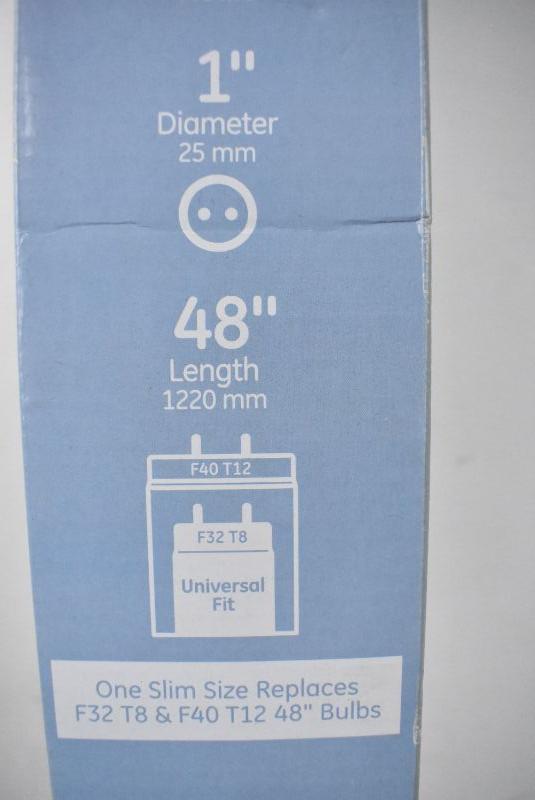 1"
Diameter
25 mm
48"
Length
1220 mm
F40 T12
F32 T8
Universal
Fit
One Slim Size Replaces
F32 T8 & F40 T12 48" Bulbs